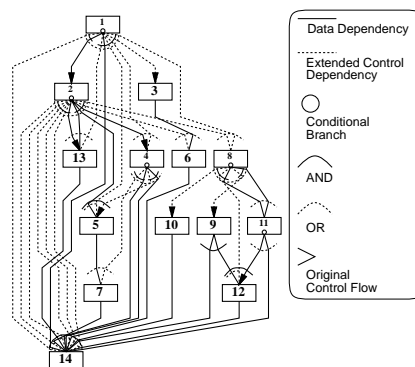 1
2
3
13
4
6
8
5
10
9
11
7
12
14
Data Dependency
Extended Control
Dependency
Conditional
Branch
AND
OR
Original
Control Flow